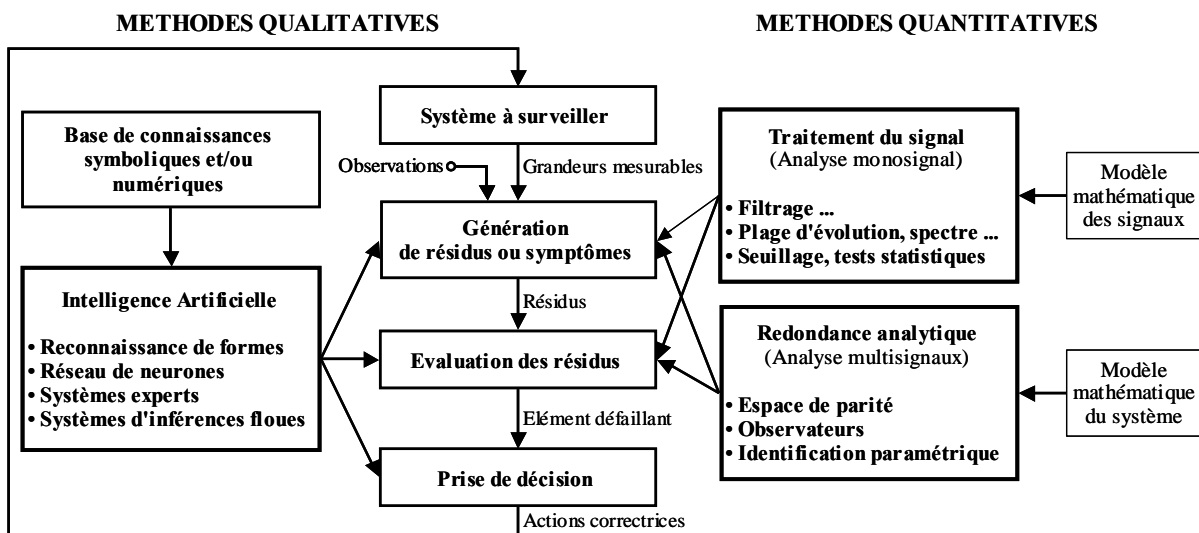 METHODES QUALITATIVES
METHODES QUANTITATIVES
Système à surveiller
Base de connaissances
symboliques et/ou
numériques
Observations
Grandeurs mesurables
Génération
de résidus ou symptômes
Intelligence Artificielle
• Reconnaissance de formes
• Réseau de neurones
• Systèmes experts
• Systèmes d'inférences floues
Résidus
Evaluation des résidus
Elément défaillant
Prise de décision
Actions correctrices
Traitement du signal
(Analyse monosignal)
• Filtrage ...
• Plage d'évolution, spectre ...
• Seuillage, tests statistiques
Modèle
mathématique
des signaux
Redondance analytique
(Analyse multisignaux)
• Espace de parité
• Observateurs
• Identification paramétrique
Modèle
mathématique
du système